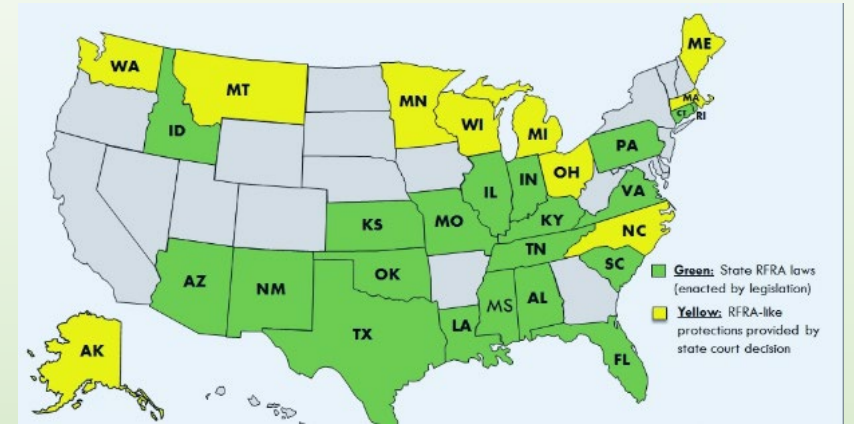 ME
WA
MT
MN
MA
ID
WI
MI
CT
RI
PA
OH
IL
IN
VA
KS
MO
KY
NC
TN
AZ
NM
OK
SC
Green: State RFRA laws
(enacted by legislation)
MS
AL
Yellow: RFRA-like
protections provided by
state court decision
TX
LA
AK
FL